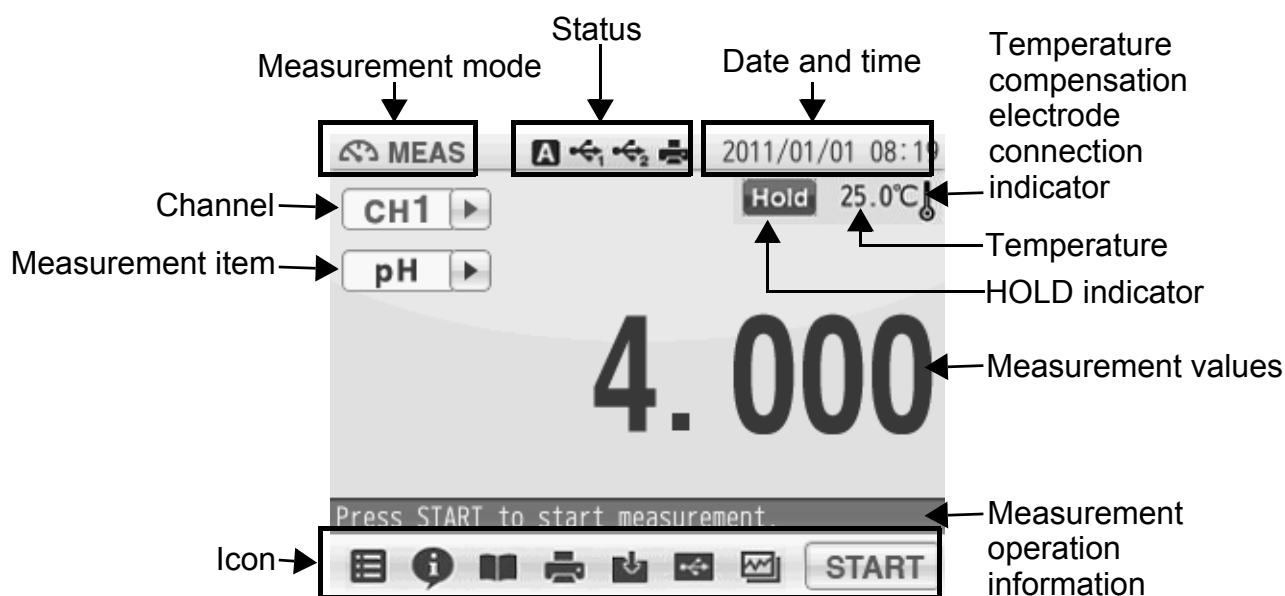 Status
Measurement mode
Date and time
Temperature
compensation
electrode
connection
indicator
MEAS
A 1 2
2011/01/01 08:19
Channel
CH1
Hold
25.0℃
Measurement item
pH
Temperature
HOLD indicator
4.000
Measurement values
Press START to start measurement.
Measurement
operation
information
Icon
i
START